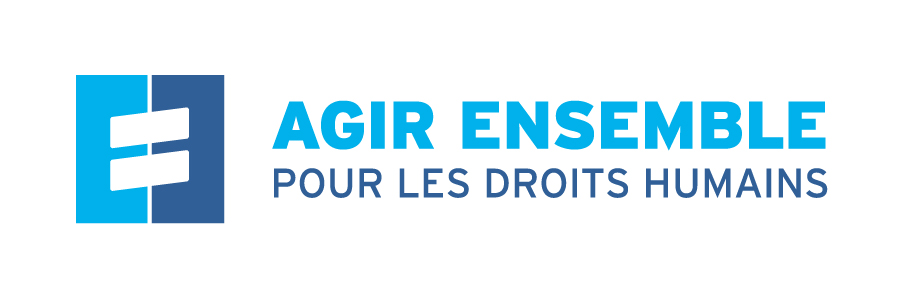 AGIR ENSEMBLE
POUR LES DROITS HUMAINS